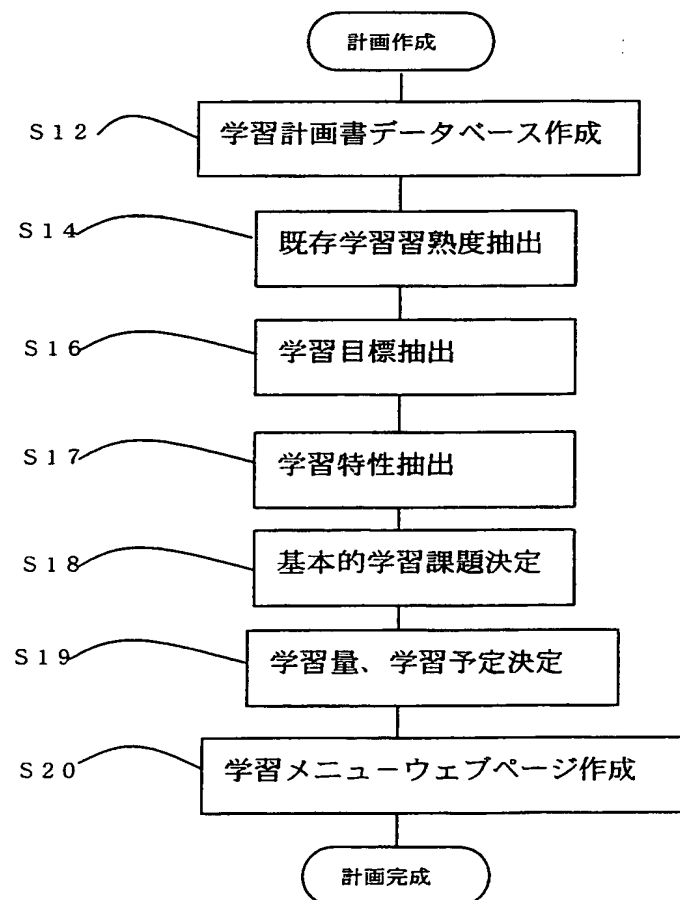 計画作成
S12
学習計画書データベース作成
S14
既存学習習熟度抽出
S16
学習目標抽出
S17
学習特性抽出
S18
基本的学習課題決定
S19
学習量、学習予定決定
S20
学習メニューウェブページ作成
計画完成